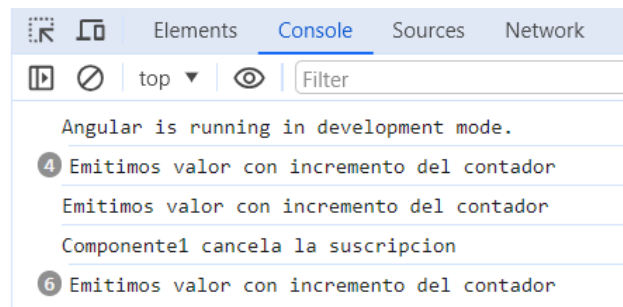 Elements Console Sources Network
top ▼ Filter
Angular is running in development mode.
4 Emitimos valor con incremento del contador
Emitimos valor con incremento del contador
Componente1 cancela la suscripcion
6 Emitimos valor con incremento del contador